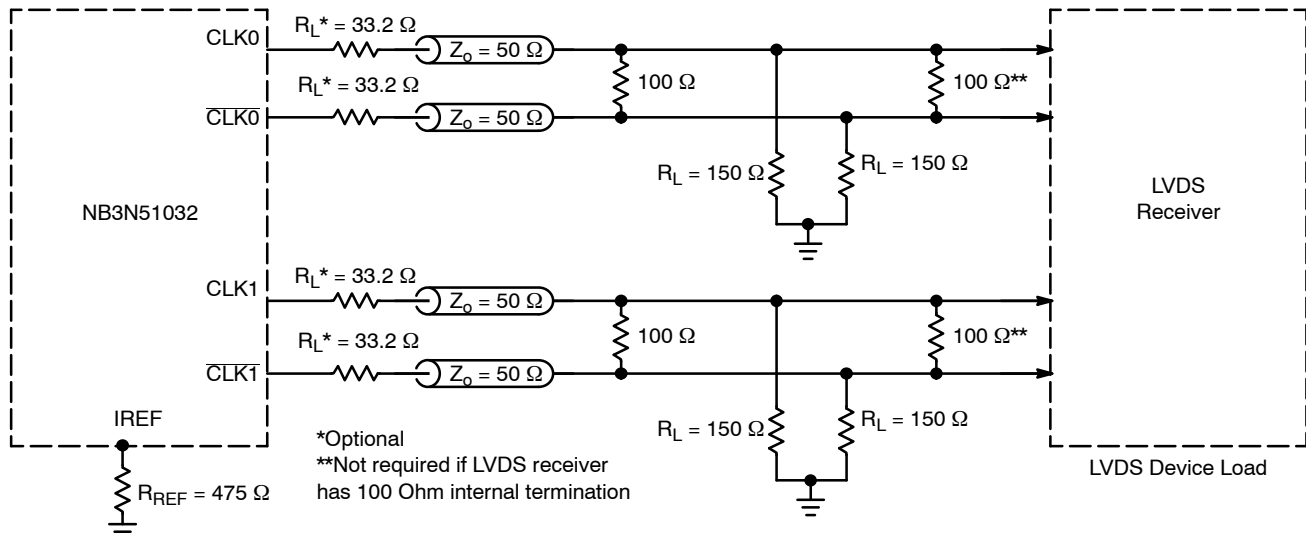 CLK0
R_L* = 33.2 Ω
Z_o = 50 Ω
100 Ω
100 Ω**
R_L* = 33.2 Ω
C̅L̅K̅0̅
Z_o = 50 Ω
R_L = 150 Ω
R_L = 150 Ω
NB3N51032
LVDS
Receiver
CLK1
R_L* = 33.2 Ω
Z_o = 50 Ω
100 Ω
100 Ω**
R_L* = 33.2 Ω
C̅L̅K̅1̅
Z_o = 50 Ω
R_L = 150 Ω
R_L = 150 Ω
IREF
R_REF = 475 Ω
*Optional
**Not required if LVDS receiver
has 100 Ohm internal termination
LVDS Device Load